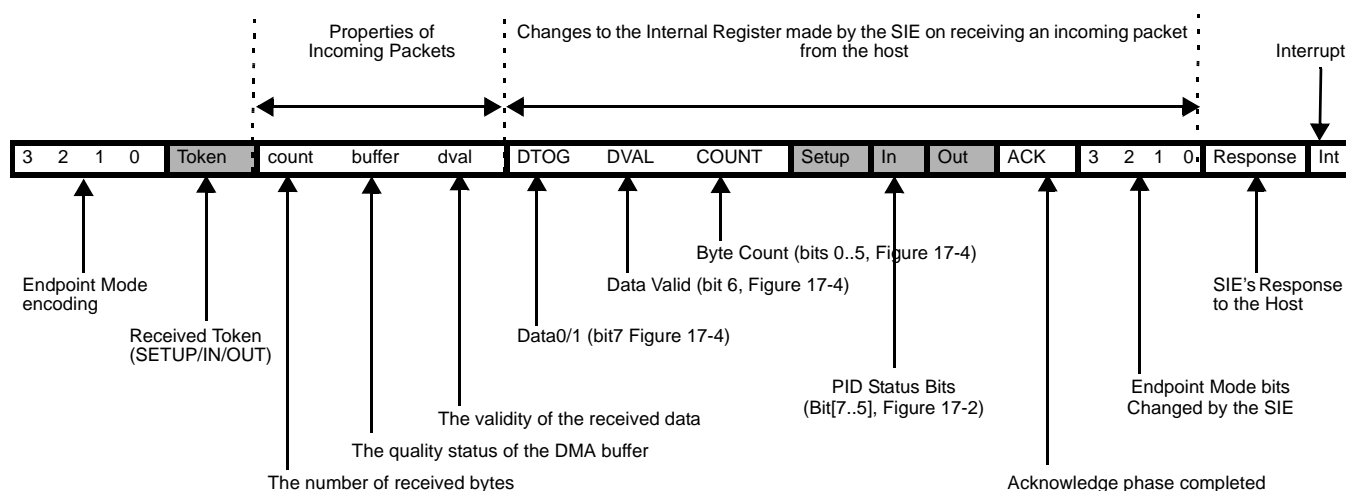 Properties of
Incoming Packets
Changes to the Internal Register made by the SIE on receiving an incoming packet
from the host
Interrupt
3 2 1 0 Token count buffer dval DTOG DVAL COUNT Setup In Out ACK 3 2 1 0 Response Int
Byte Count (bits 0..5, Figure 17-4)
Endpoint Mode
encoding
Data Valid (bit 6, Figure 17-4)
SIE's Response
to the Host
Received Token
(SETUP/IN/OUT)
Data0/1 (bit7 Figure 17-4)
PID Status Bits
(Bit[7..5], Figure 17-2)
Endpoint Mode bits
Changed by the SIE
The validity of the received data
The quality status of the DMA buffer
The number of received bytes
Acknowledge phase completed